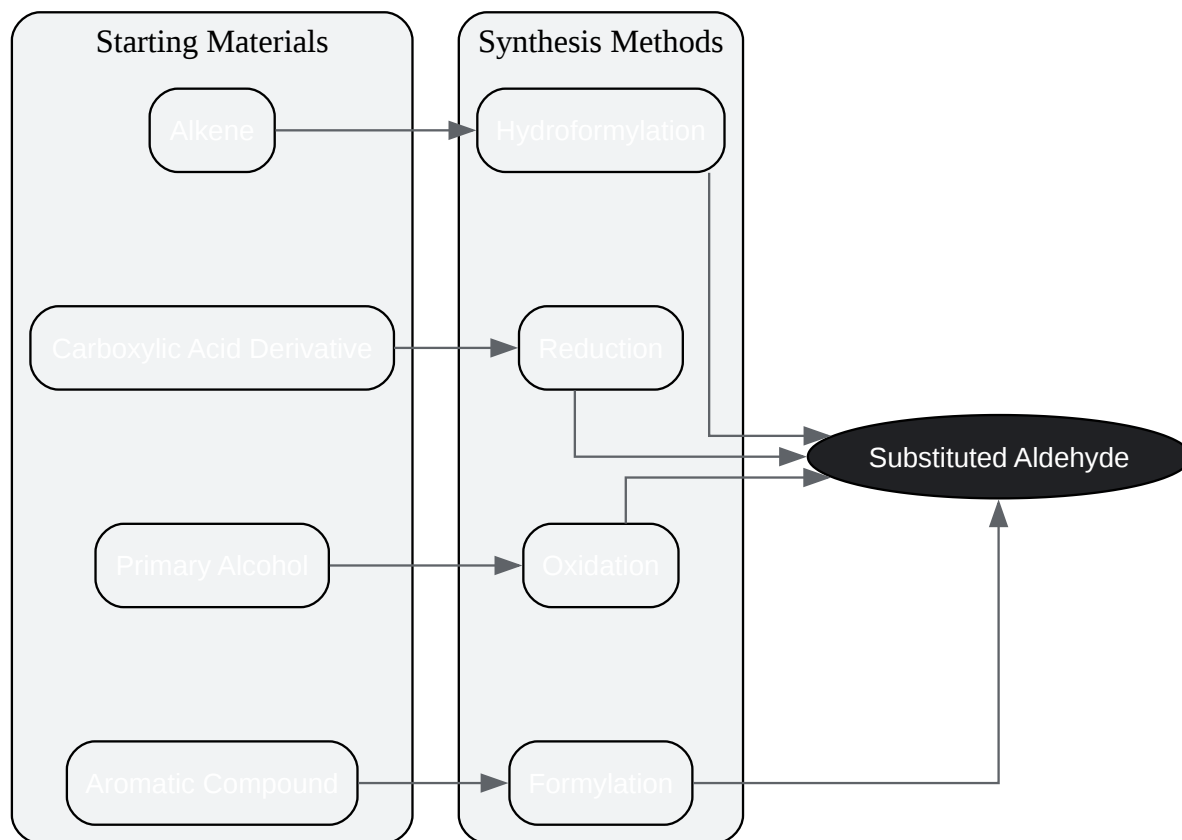 Starting Materials
Synthesis Methods
Alkene
Hydroformylation
Carboxylic Acid Derivative
Reduction
Substituted Aldehyde
Primary Alcohol
Oxidation
Aromatic Compound
Formylation